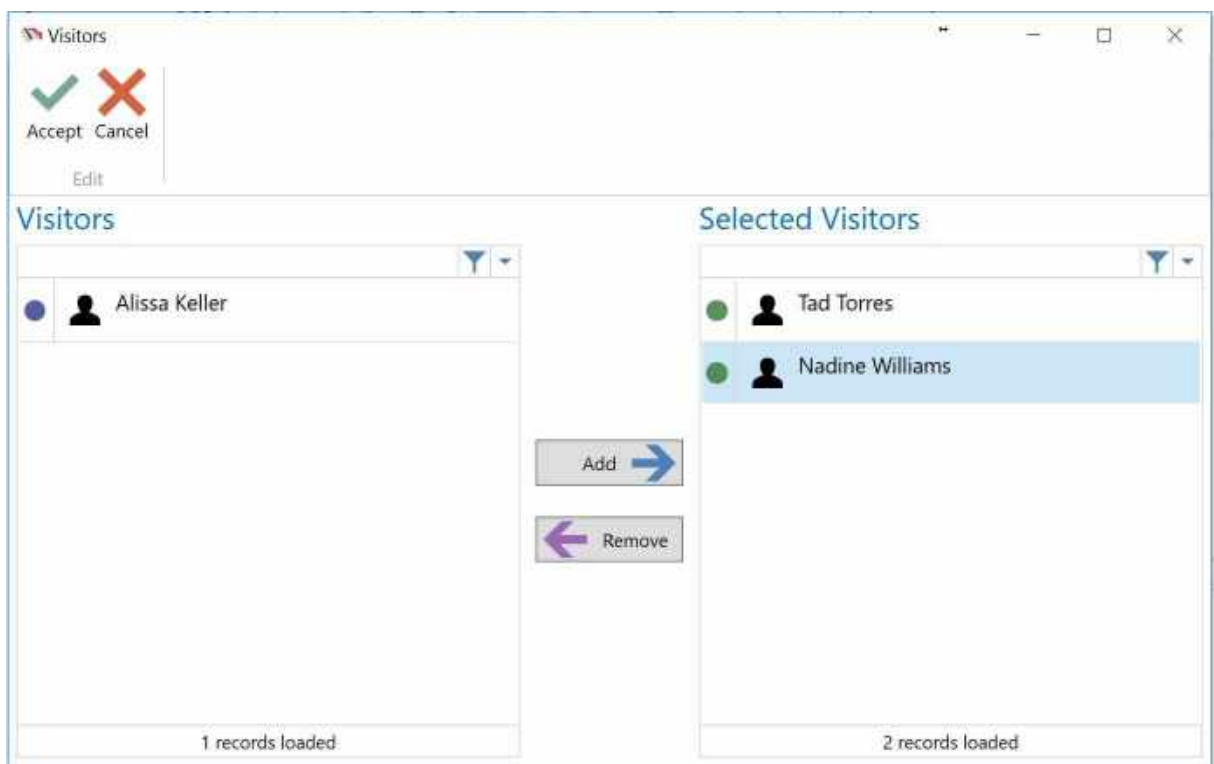 Visitors
Accept Cancel
Edit
Visitors
Selected Visitors
Alissa Keller
Tad Torres
Nadine Williams
Add
Remove
1 records loaded
2 records loaded